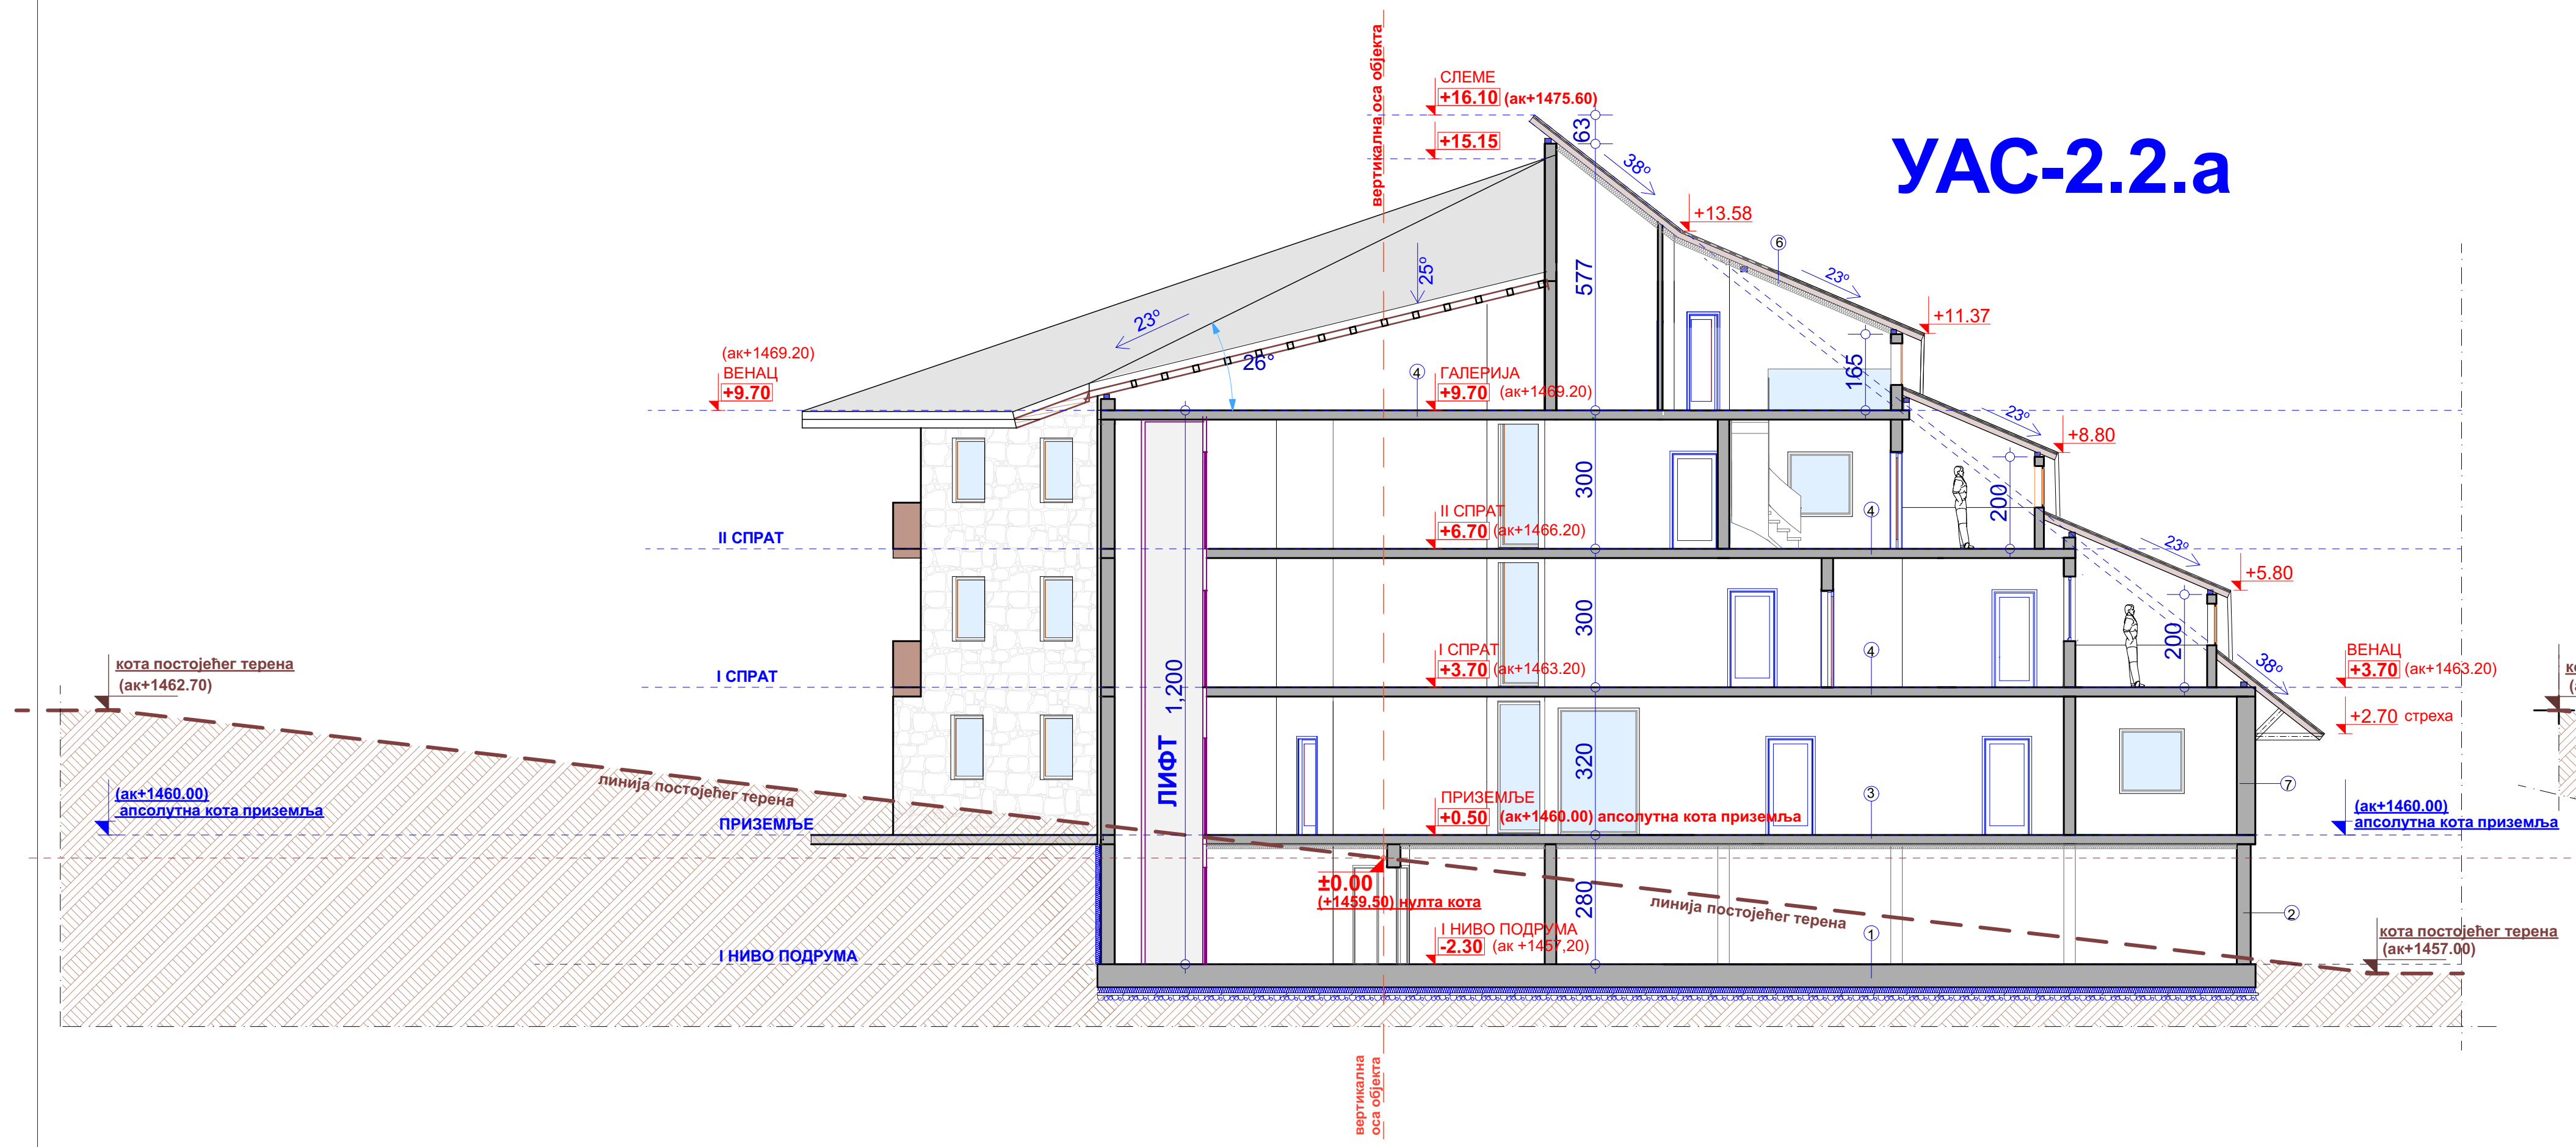 вертикална оса објекта
СЛЕМЕ
+16.10 (ак+1475.60)
+15.15
63
38º
УАС-2.2.а
+13.58
6
23º
+11.37
577
25º
23º
26°
165
(ак+1469.20)
ВЕНАЦ
+9.70
4
ГАЛЕРИЈА
+9.70 (ак+1469.20)
23º
+8.80
300
200
4
II СПРАТ
+6.70 (ак+1466.20)
II СПРАТ
23º
+5.80
300
200
4
I СПРАТ
+3.70 (ак+1463.20)
I СПРАТ
38º
ВЕНАЦ
+3.70 (ак+1463.20)
+2.70 стреха
кота постојећег терена
(ак+1462.70)
1,200
ЛИФТ
320
линија постојећег терена
(ак+1460.00)
апсолутна кота приземља
ПРИЗЕМЉЕ
ПРИЗЕМЉЕ
+0.50 (ак+1460.00) апсолутна кота приземља
3
7
(ак+1460.00)
апсолутна кота приземља
±0.00
(+1459,50) нулта кота
280
линија постојећег терена
2
1
I НИВО ПОДРУМА
-2.30 (ак +1457,20)
I НИВО ПОДРУМА
кота постојећег терена
(ак+1457.00)
вертикална
оса објекта